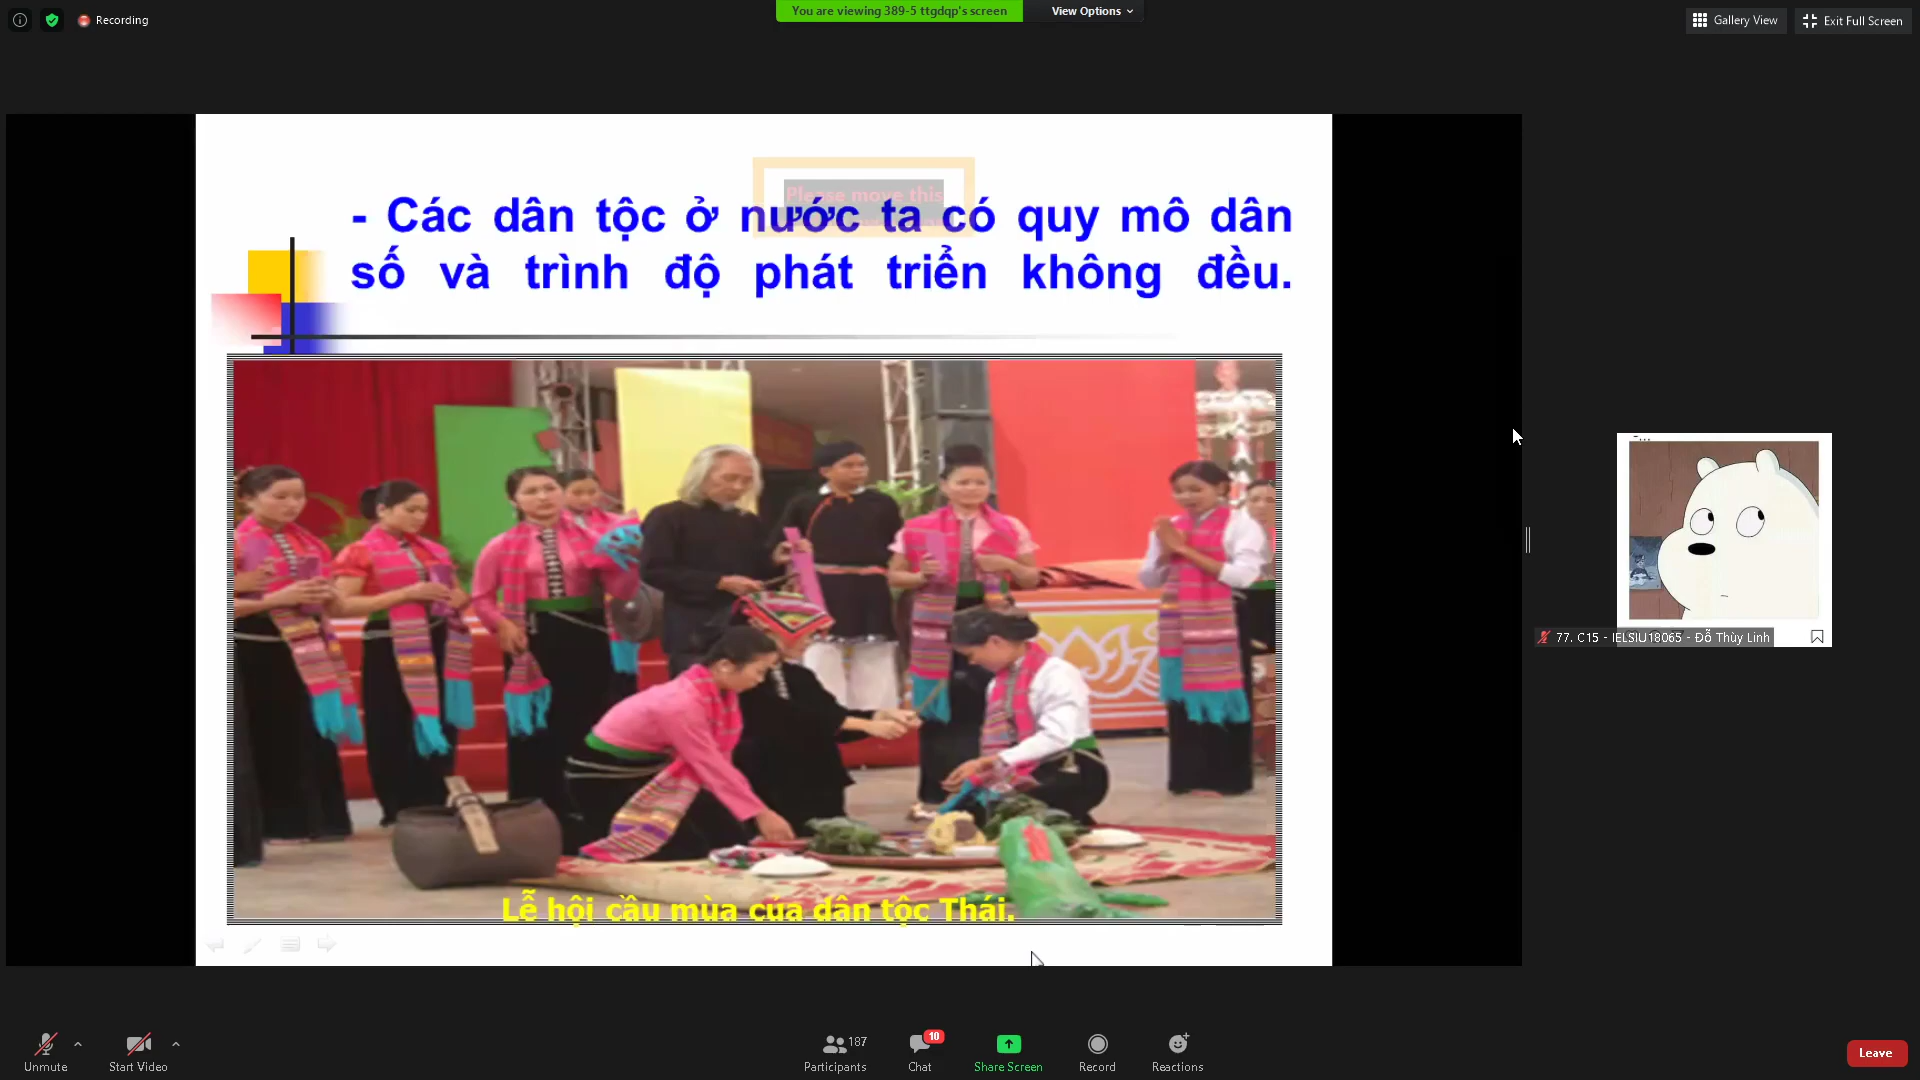 Recording
You are viewing 389-5 ttgdqp's screen
View Options
Gallery View
Exit Full Screen
Please move this
- Các dân tộc ở nước ta có quy mô dân
số và trình độ phát triển không đều.
Lễ hội cầu mùa của dân tộc Thái.
77. C15 - IELSIU18065 - Đỗ Thùy Linh
Unmute
Start Video
187
Participants
10
Chat
Share Screen
Record
Reactions
Leave